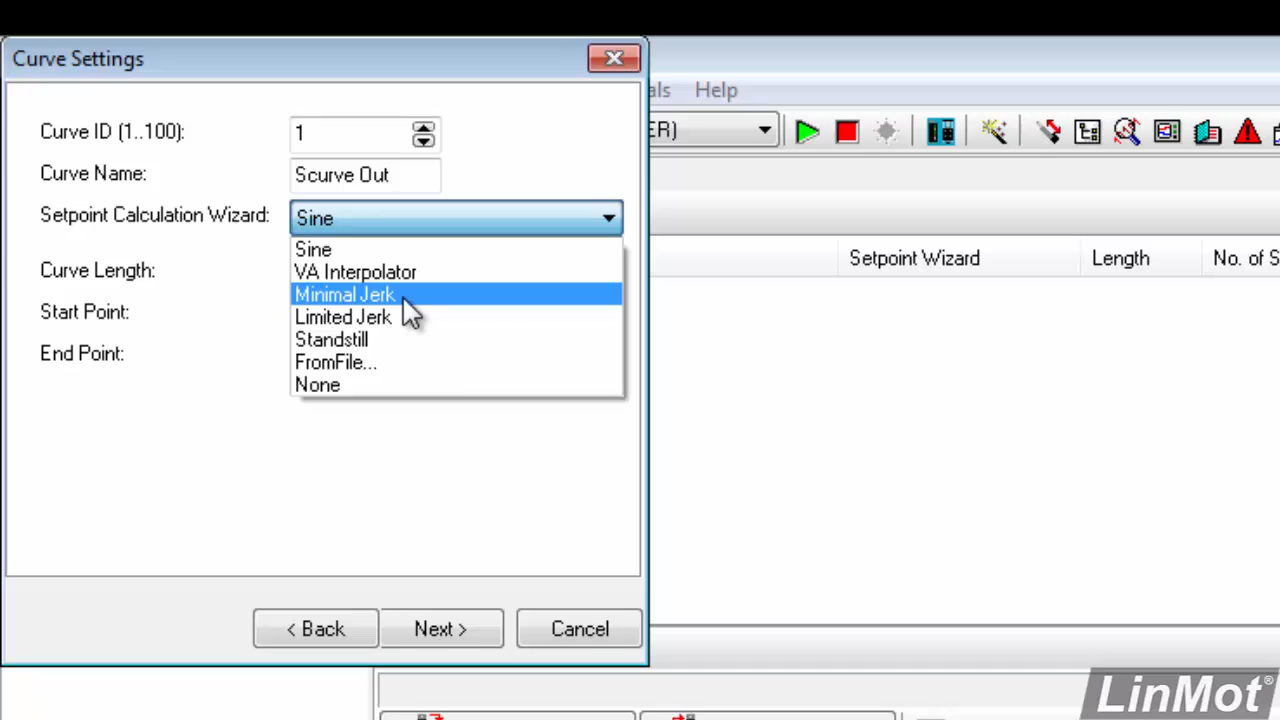 Curve Settings
als Help
Curve ID (1..100): 1
ER)
Curve Name: Scurve Out
Setpoint Calculation Wizard: Sine
Sine
VA Interpolator
Minimal Jerk
Limited Jerk
Standstill
FromFile...
None
Curve Length:
Start Point:
End Point:
Setpoint Wizard Length No. of S
< Back Next > Cancel
LinMot®